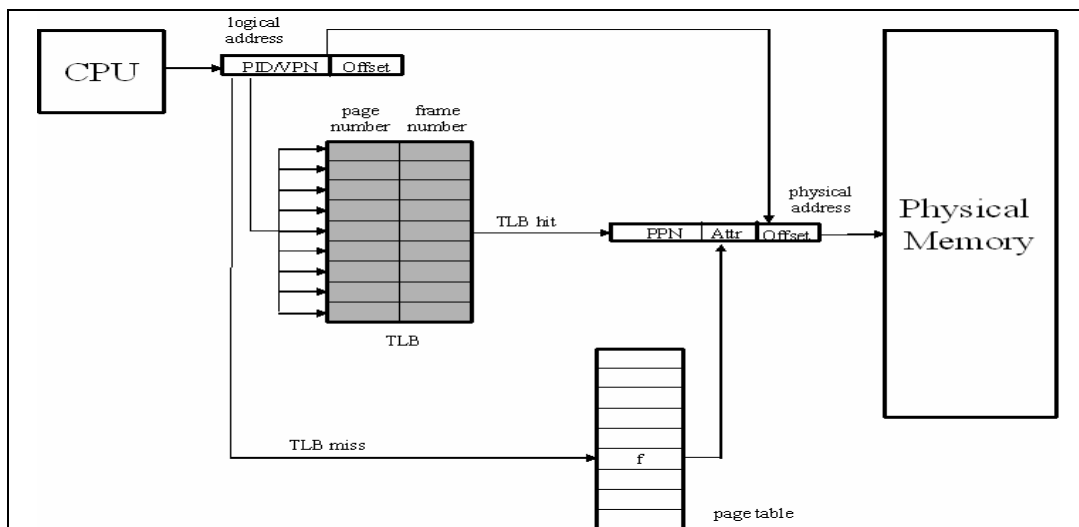 logical
address
CPU
PID/VPN
Offset
page
number
frame
number
TLB hit
physical
address
PPN
Attr
Offset
Physical
Memory
TLB
TLB miss
f
page table